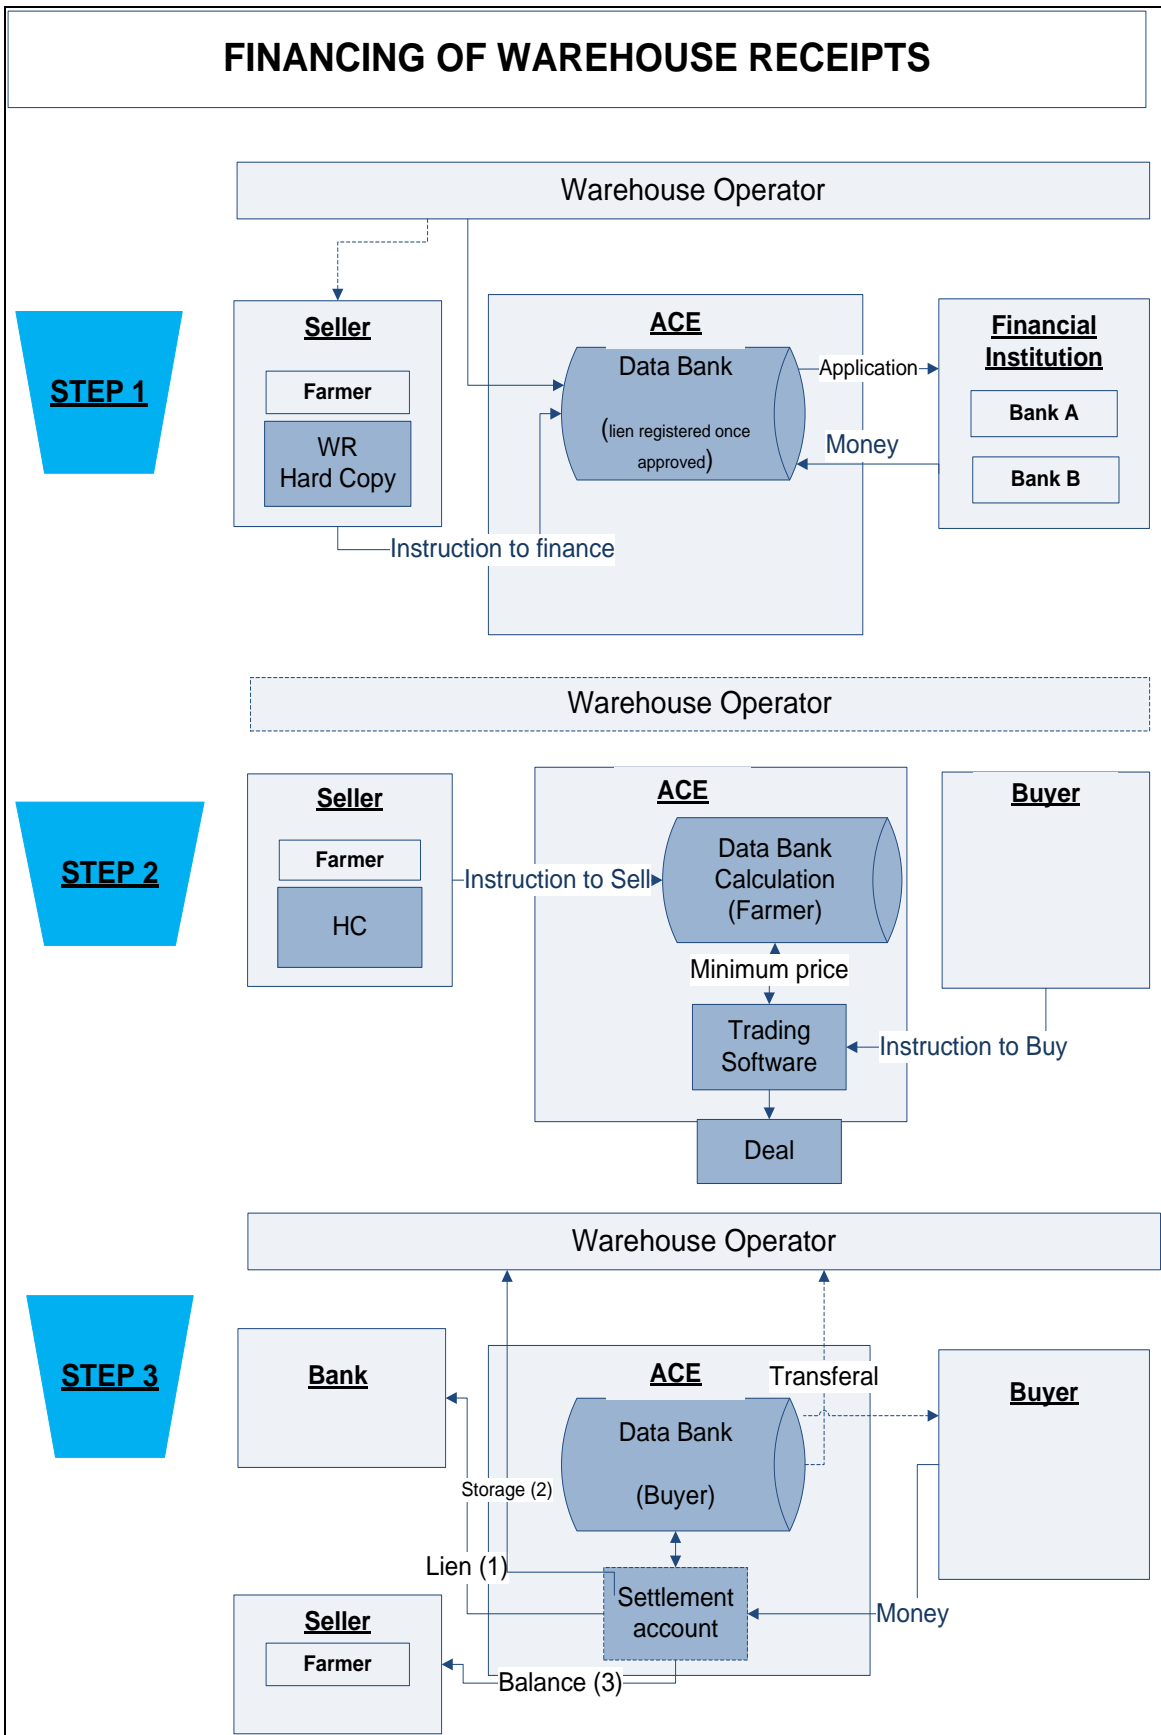 FINANCING OF WAREHOUSE RECEIPTS
Warehouse Operator
STEP 1
Seller
Farmer
WR
Hard Copy
Instruction to finance
ACE
Data Bank
(lien registered once
approved)
Application
Money
Financial
Institution
Bank A
Bank B
Warehouse Operator
STEP 2
Seller
Farmer
HC
Instruction to Sell
ACE
Data Bank
Calculation
(Farmer)
Minimum price
Trading
Software
Deal
Buyer
Instruction to Buy
Warehouse Operator
STEP 3
Bank
ACE
Transferal
Data Bank
(Buyer)
Buyer
Storage (2)
Lien (1)
Settlement
account
Money
Seller
Farmer
Balance (3)